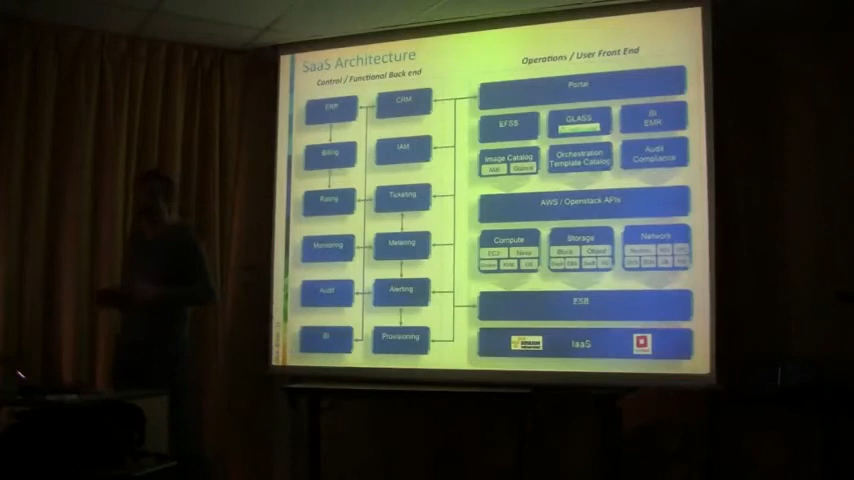 SaaS Architecture
Control / Functional Back end
Operations / User Front End
ERP
CRM
Billing
IAM
Rating
Ticketing
Monitoring
Metering
Audit
Alerting
BI
Provisioning
Portal
EFSS
GLASS
BI
EMR
Image Catalog
AMI
Glance
Orchestration
Template Catalog
Audit
Compliance
AWS / Openstack APIs
Compute
EC2
Nova
Storage
Block
Object
Network
ESB
IaaS